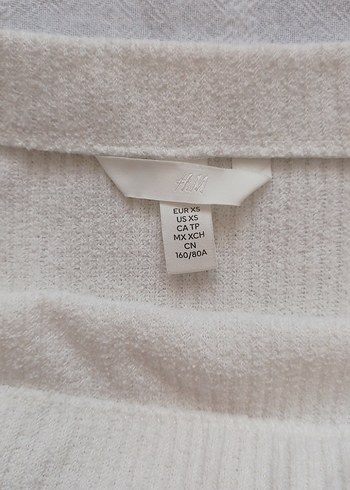 H&M
EUR XS
US XS
CA TP
MX XCH
CN
160/80A